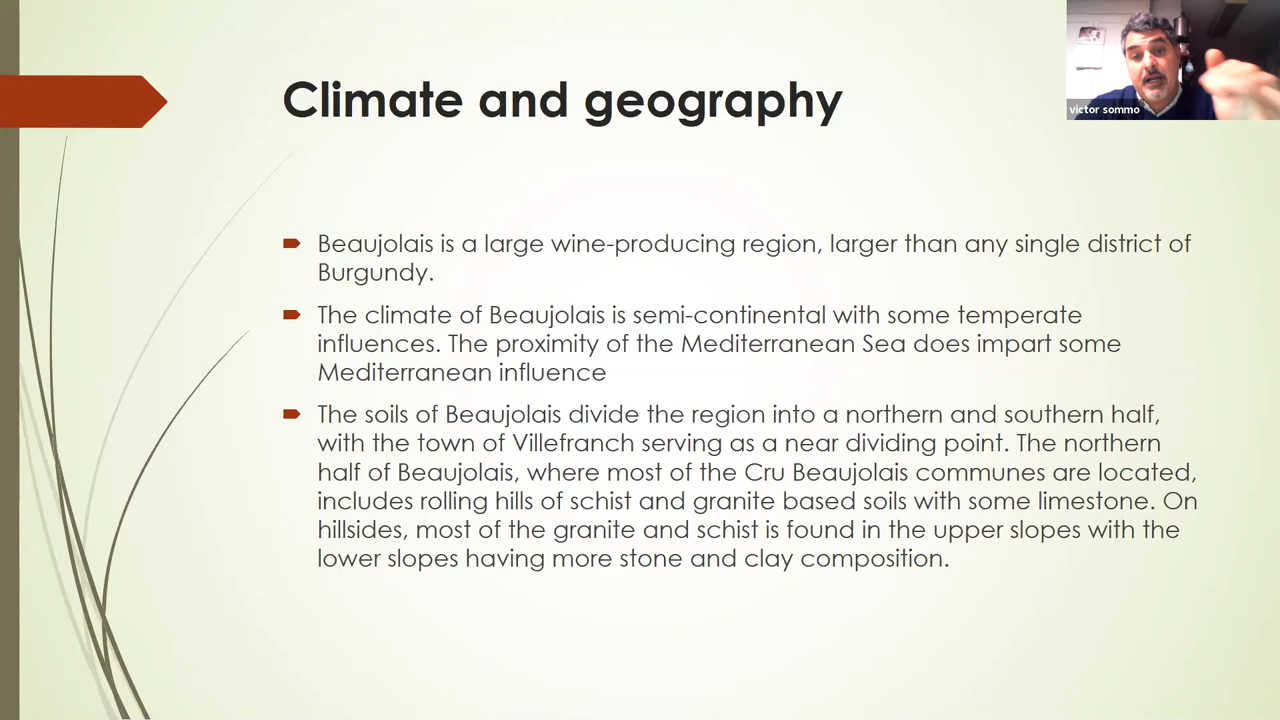 victor sommo
Climate and geography
Beaujolais is a large wine-producing region, larger than any single district of
Burgundy.
The climate of Beaujolais is semi-continental with some temperate
influences. The proximity of the Mediterranean Sea does impart some
Mediterranean influence
The soils of Beaujolais divide the region into a northern and southern half,
with the town of Villefranch serving as a near dividing point. The northern
half of Beaujolais, where most of the Cru Beaujolais communes are located,
includes rolling hills of schist and granite based soils with some limestone. On
hillsides, most of the granite and schist is found in the upper slopes with the
lower slopes having more stone and clay composition.